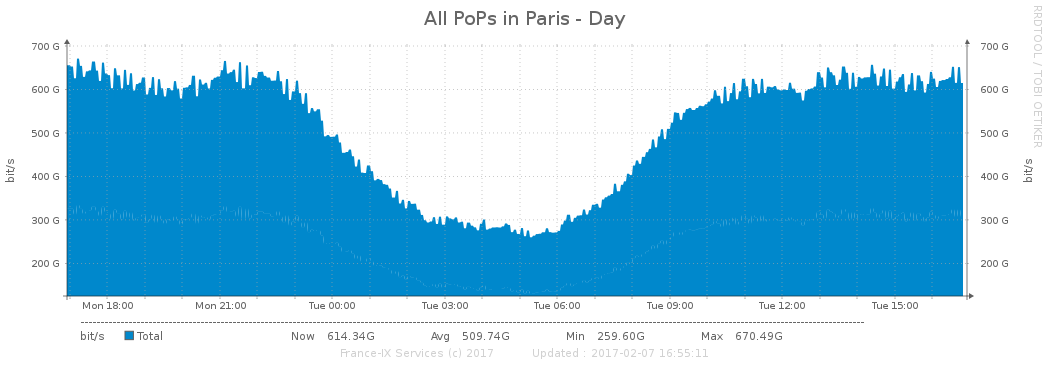 All PoPs in Paris - Day
RRDTOOL / TOBI OETIKER
700 G 700 G
600 G 600 G
500 G 500 G
400 G 400 G
300 G 300 G
200 G 200 G
bit/s bit/s
Mon 18:00 Mon 21:00 Tue 00:00 Tue 03:00 Tue 06:00 Tue 09:00 Tue 12:00 Tue 15:00
bit/s Total Now 614.34G Avg 509.74G Min 259.60G Max 670.49G
France-IX Services (c) 2017 Updated : 2017-02-07 16:55:11